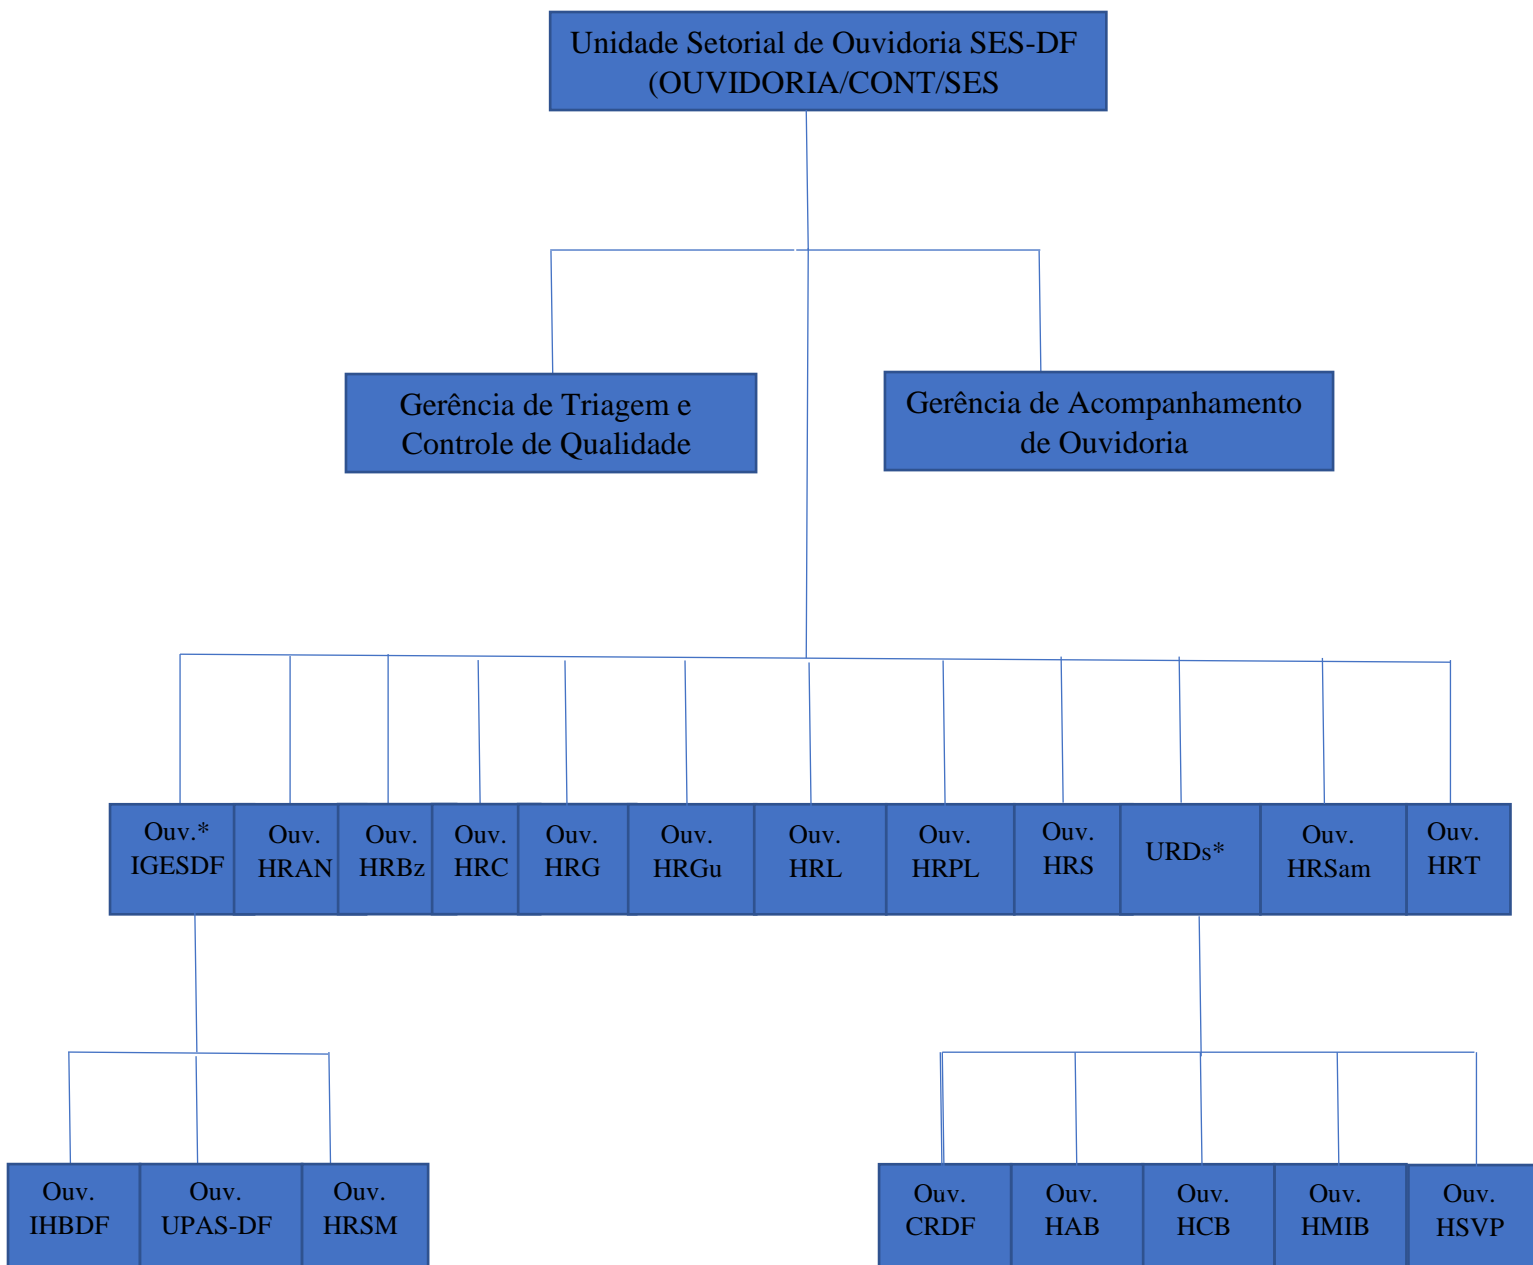 Unidade Setorial de Ouvidoria SES-DF
(OUVIDORIA/CONT/SES
Gerência de Triagem e
Controle de Qualidade
Gerência de Acompanhamento
de Ouvidoria
Ouv.*
IGESDF
Ouv.
HRAN
Ouv.
HRBz
Ouv.
HRC
Ouv.
HRG
Ouv.
HRGu
Ouv.
HRL
Ouv.
HRPL
Ouv.
HRS
URDs*
Ouv.
HRSam
Ouv.
HRT
Ouv.
IHBDF
Ouv.
UPAS-DF
Ouv.
HRSM
Ouv.
CRDF
Ouv.
HAB
Ouv.
HCB
Ouv.
HMIB
Ouv.
HSVP